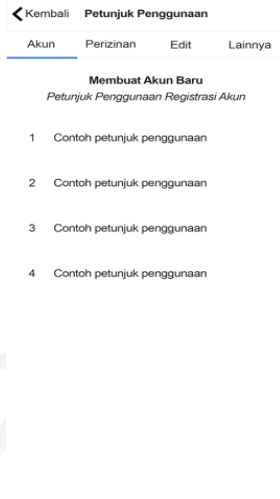 Kembali Petunjuk Penggunaan
Akun Perizinan Edit Lainnya
Membuat Akun Baru
Petunjuk Penggunaan Registrasi Akun
1 Contoh petunjuk penggunaan
2 Contoh petunjuk penggunaan
3 Contoh petunjuk penggunaan
4 Contoh petunjuk penggunaan